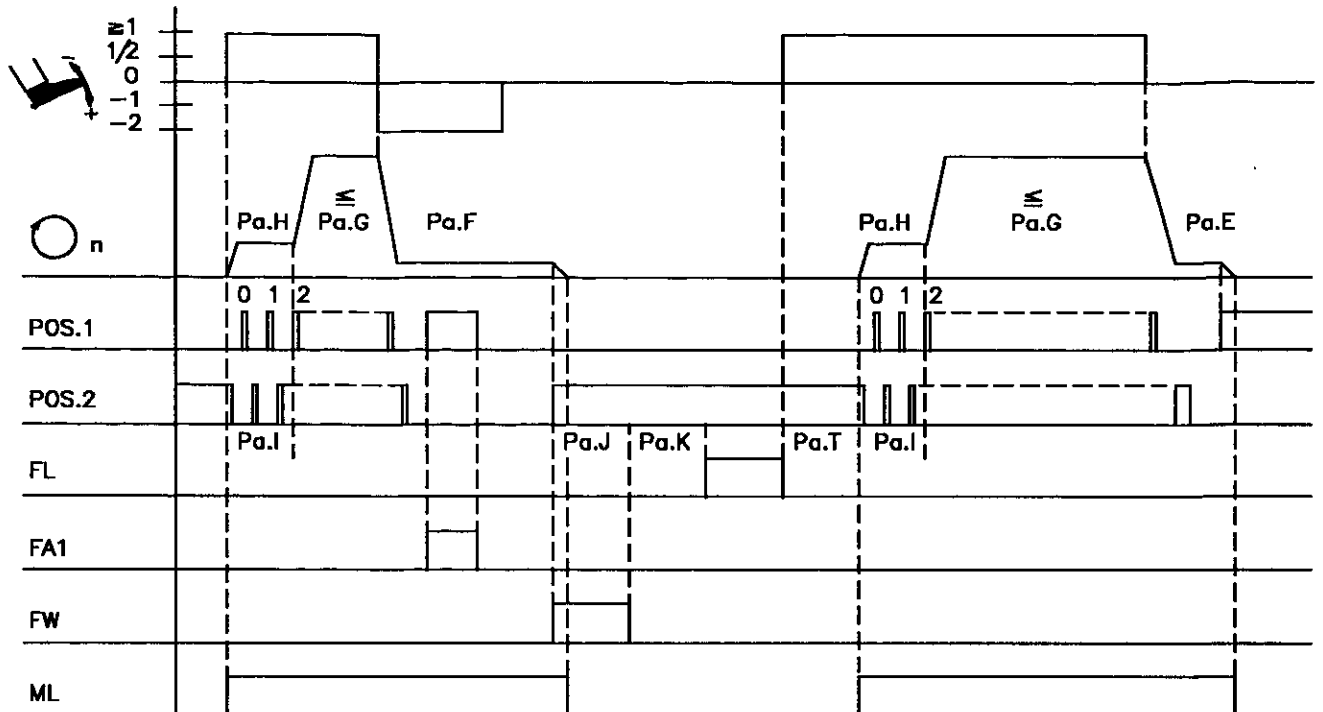 ≧1
1/2
0
-1
-2
-
+
n
Pa.H
≦
Pa.G
Pa.F
Pa.H
≦
Pa.G
Pa.E
0 1 2
0 1 2
POS.1
POS.2
Pa.I
Pa.J
Pa.K
Pa.T
Pa.I
FL
FA1
FW
ML